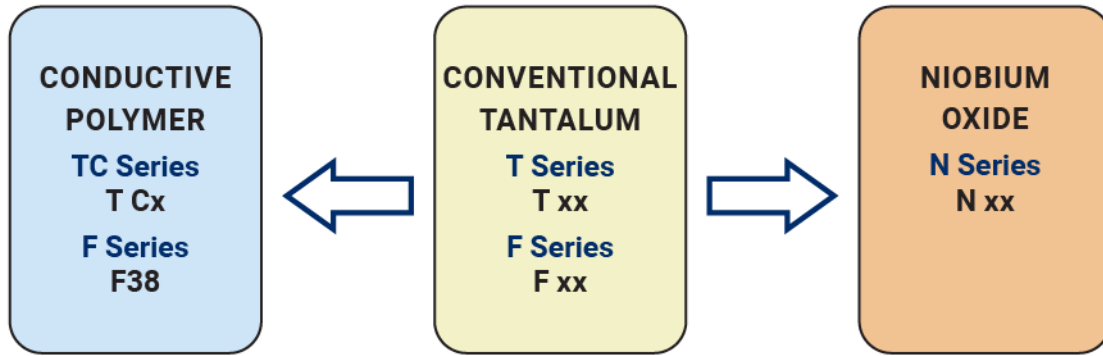 CONDUCTIVE
POLYMER
TC Series
T Cx
F Series
F38
CONVENTIONAL
TANTALUM
T Series
T xx
F Series
F xx
NIOBIUM
OXIDE
N Series
N xx